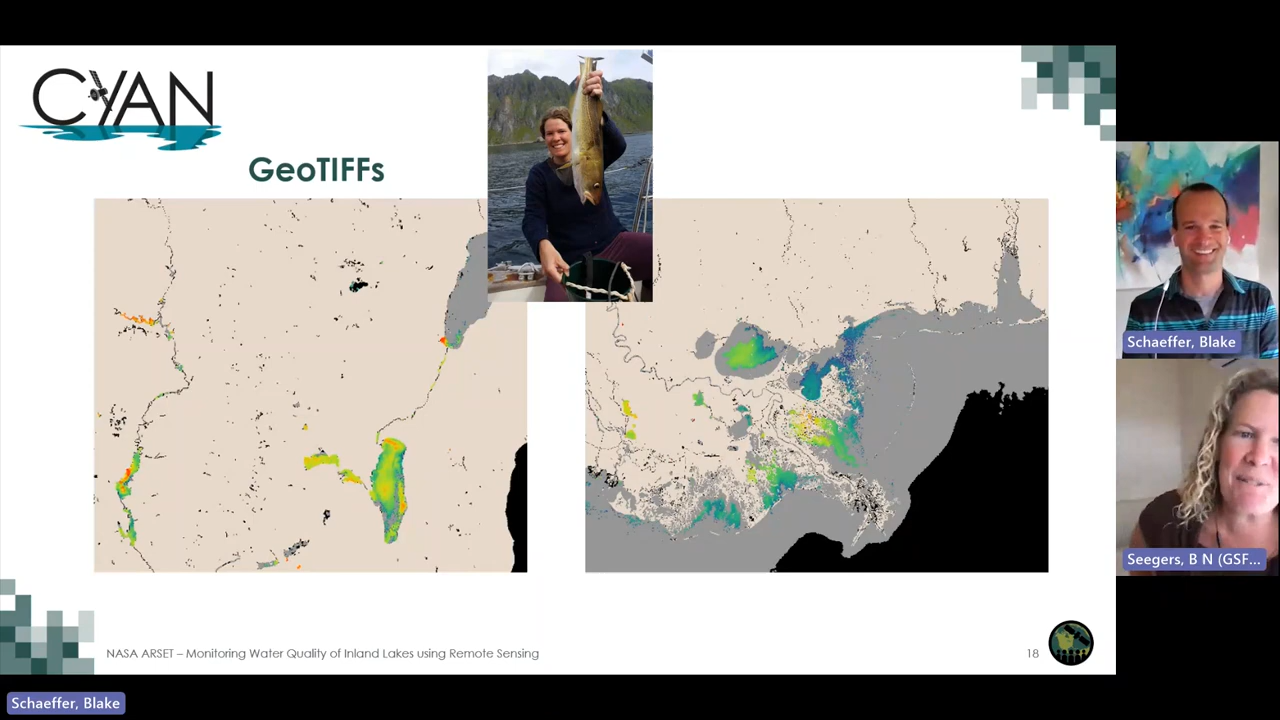 CYAN
GeoTIFFs
Schaeffer, Blake
Seegers, B N (GSF...
NASA ARSET – Monitoring Water Quality of Inland Lakes using Remote Sensing
18
Schaeffer, Blake